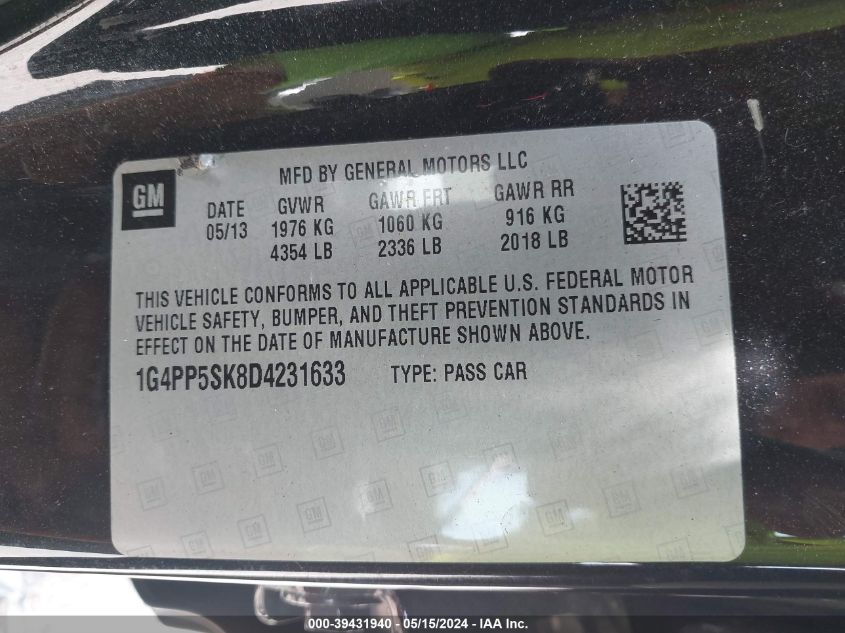 MFD BY GENERAL MOTORS LLC
GM
DATE GVWR GAWR FRT GAWR RR
05/13 1976 KG 1060 KG 916 KG
4354 LB 2336 LB 2018 LB
THIS VEHICLE CONFORMS TO ALL APPLICABLE U.S. FEDERAL MOTOR
VEHICLE SAFETY, BUMPER, AND THEFT PREVENTION STANDARDS IN
EFFECT ON THE DATE OF MANUFACTURE SHOWN ABOVE.
1G4PP5SK8D4231633 TYPE: PASS CAR
000-39431940 - 05/15/2024 - IAA Inc.